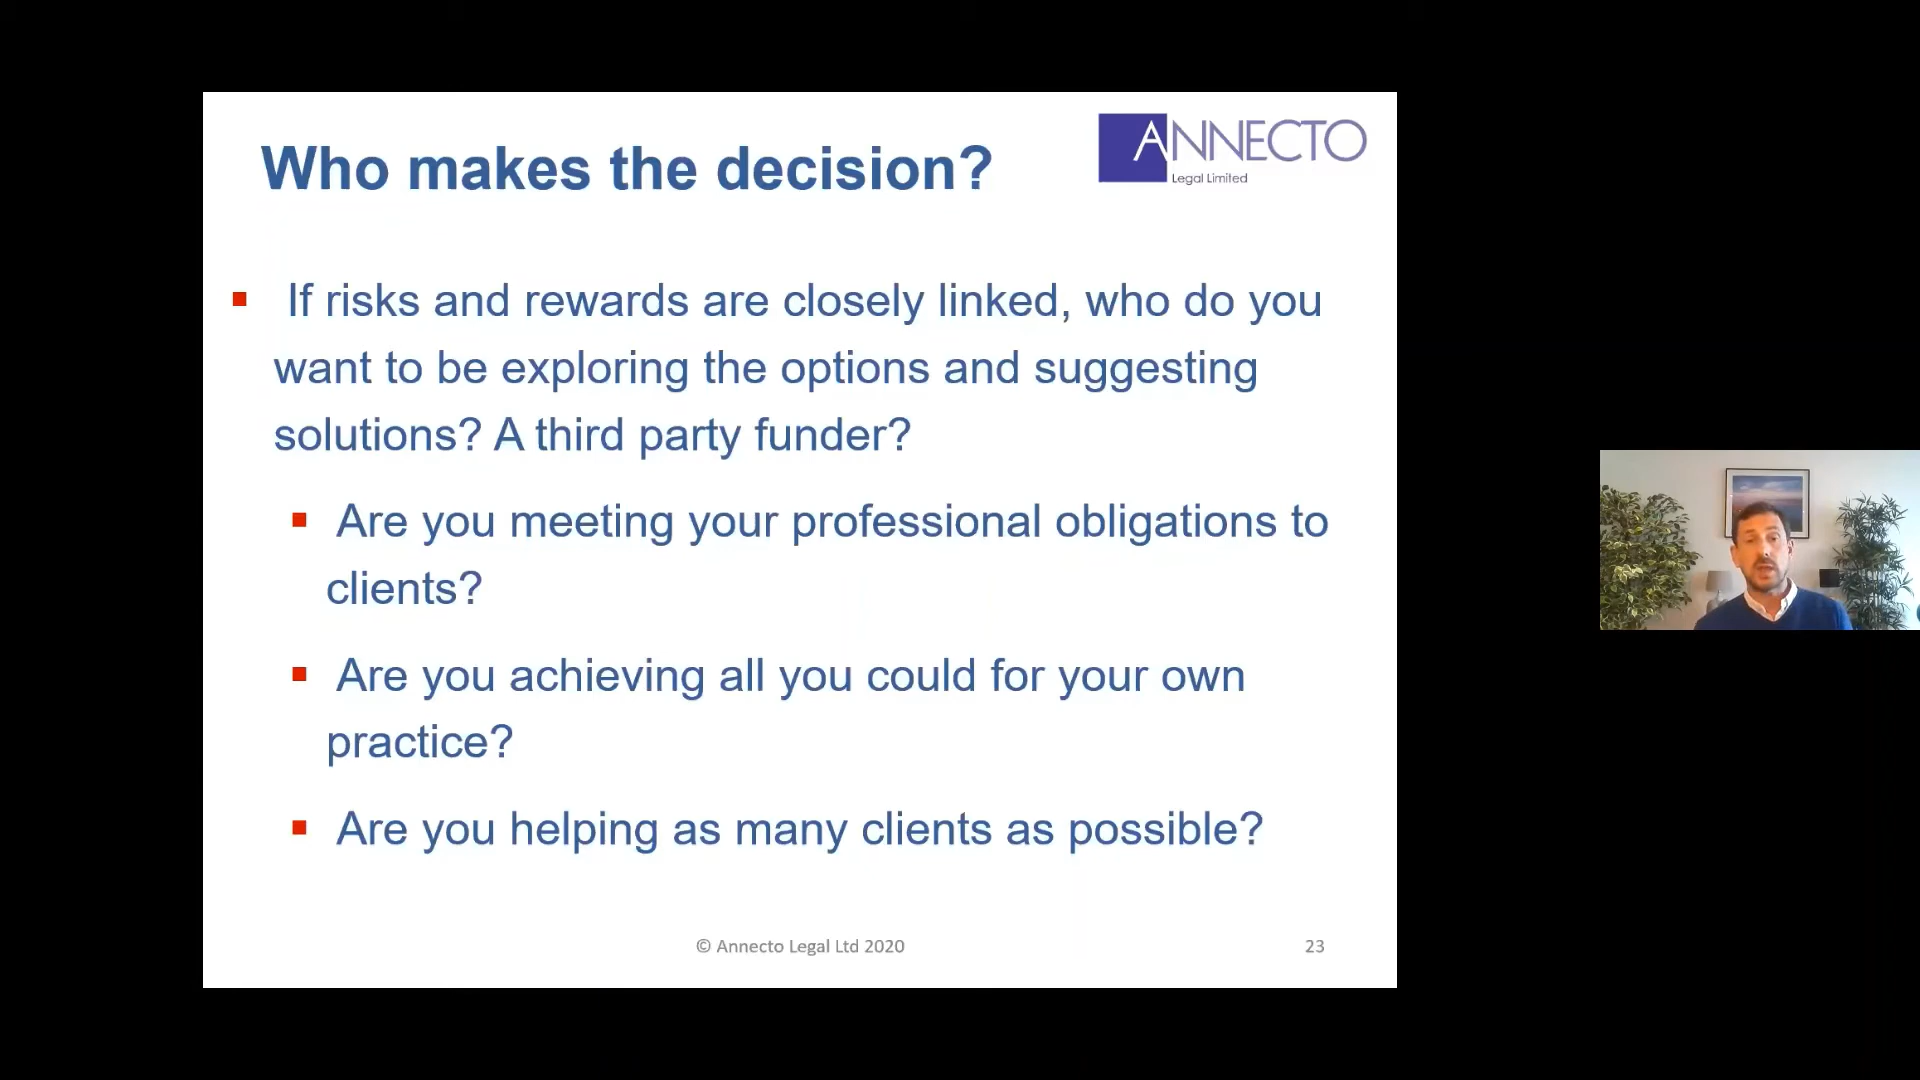 Who makes the decision?
ANNECTO
Legal Limited
If risks and rewards are closely linked, who do you
want to be exploring the options and suggesting
solutions? A third party funder?
Are you meeting your professional obligations to
clients?
Are you achieving all you could for your own
practice?
Are you helping as many clients as possible?
© Annecto Legal Ltd 2020
23